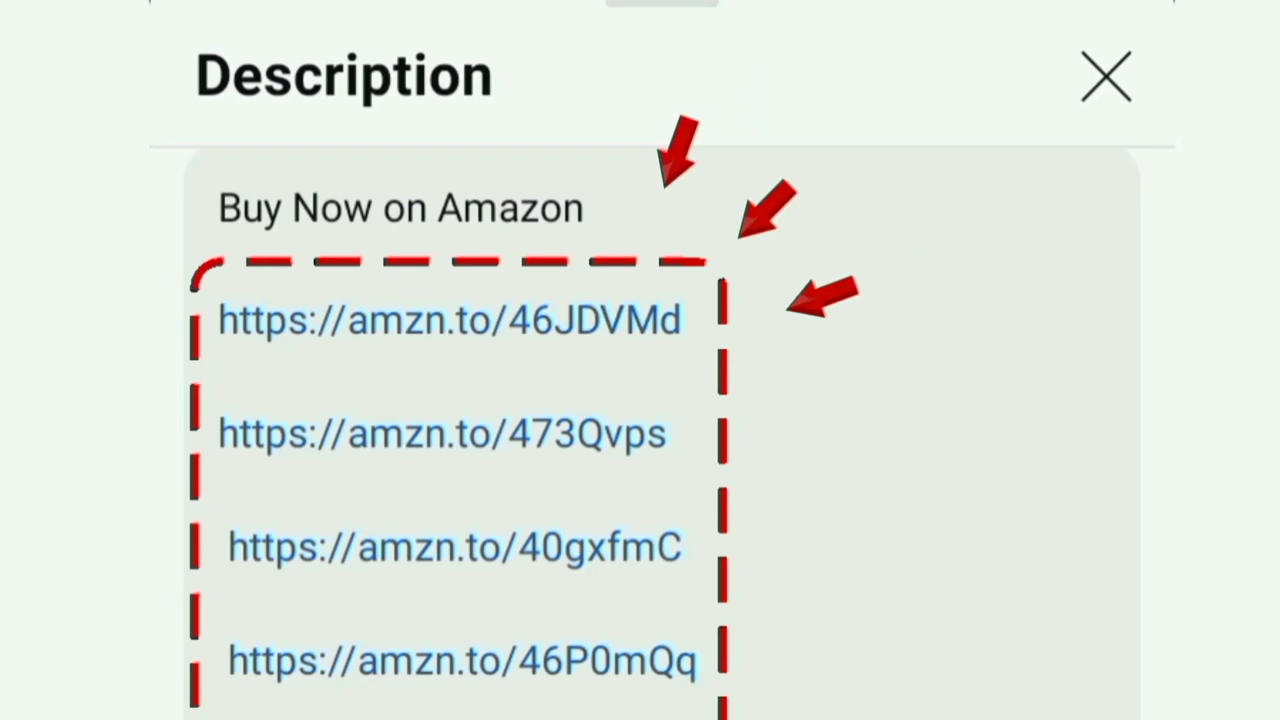 Description
Buy Now on Amazon
https://amzn.to/46JDVMd
https://amzn.to/473Qvps
https://amzn.to/40gxfmC
https://amzn.to/46P0mQq